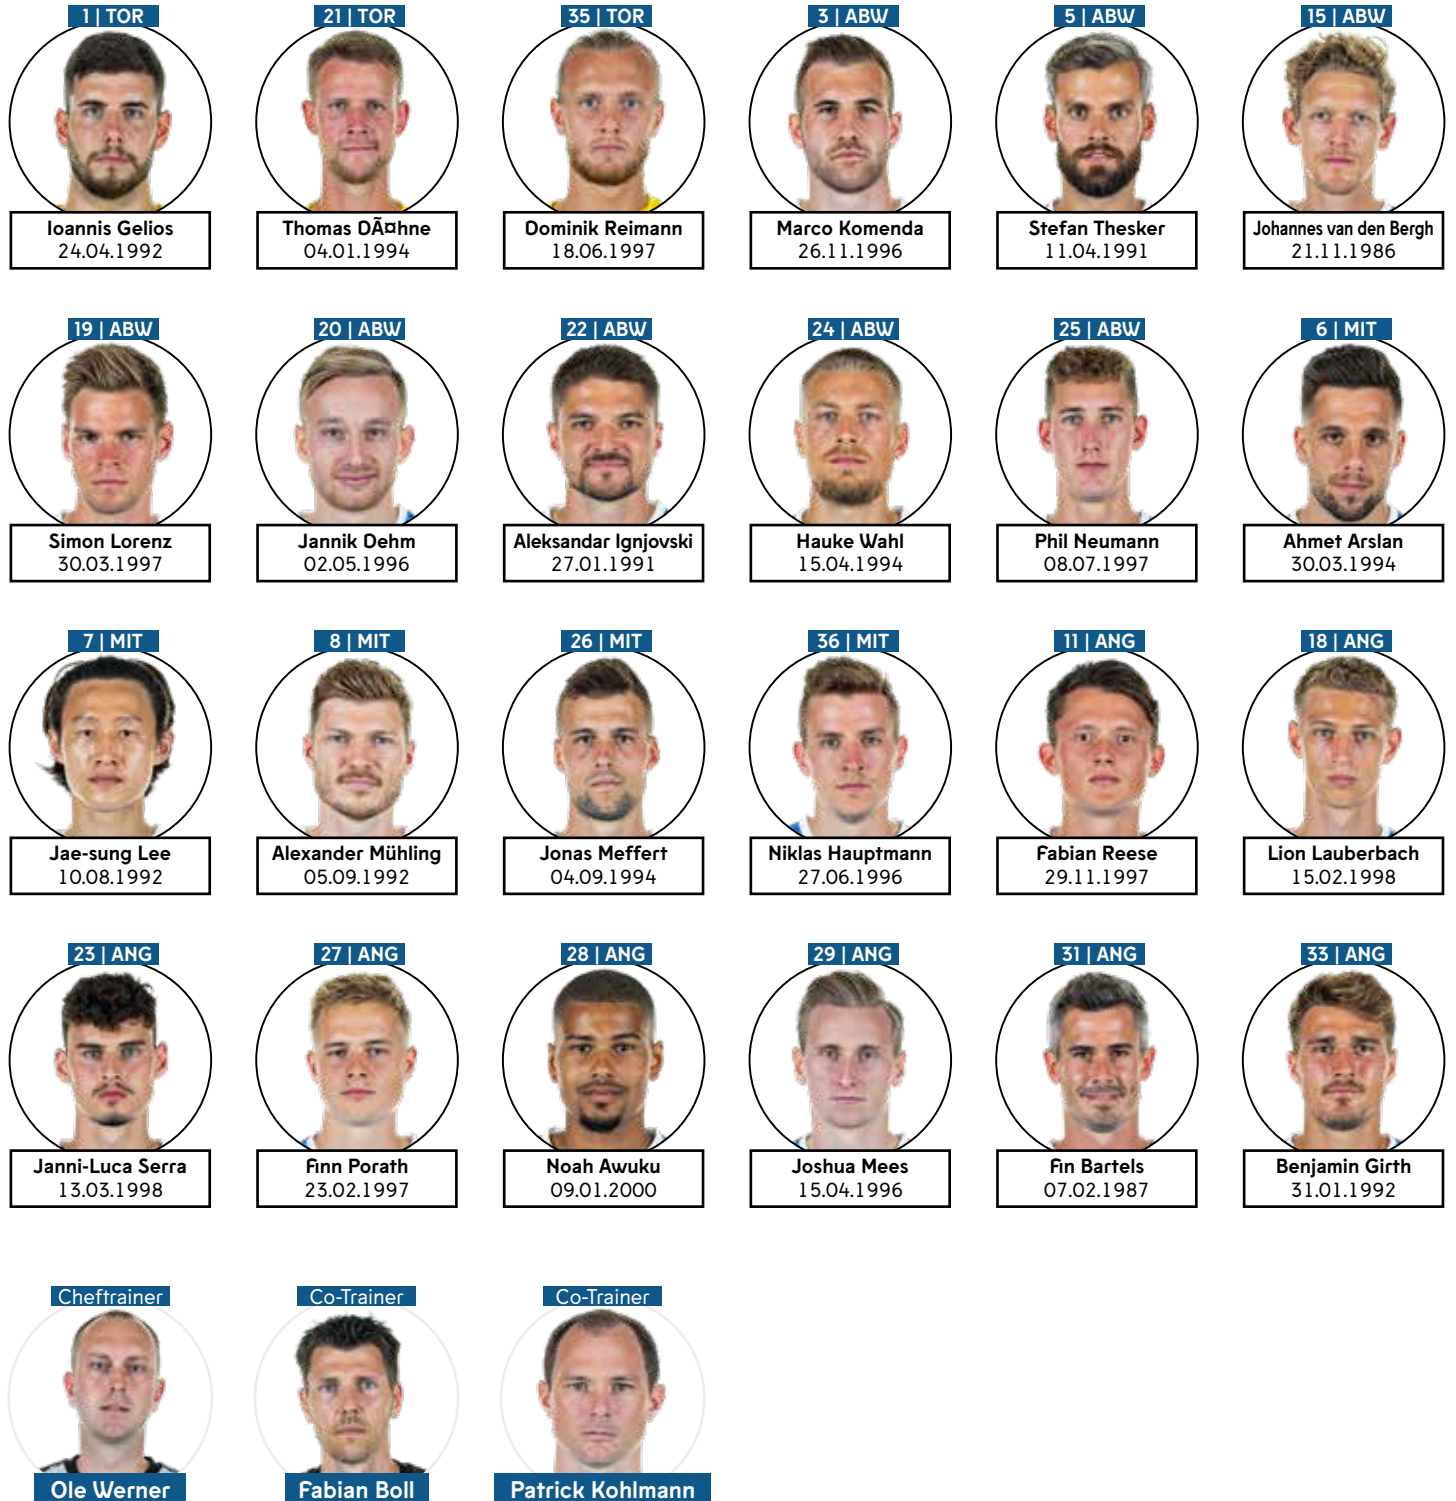 1 | TOR
Ioannis Gelios
24.04.1992
21 | TOR
Thomas DÃ¤hne
04.01.1994
35 | TOR
Dominik Reimann
18.06.1997
3 | ABW
Marco Komenda
26.11.1996
5 | ABW
Stefan Thesker
11.04.1991
15 | ABW
Johannes van den Bergh
21.11.1986
19 | ABW
Simon Lorenz
30.03.1997
20 | ABW
Jannik Dehm
02.05.1996
22 | ABW
Aleksandar Ignjovski
27.01.1991
24 | ABW
Hauke Wahl
15.04.1994
25 | ABW
Phil Neumann
08.07.1997
6 | MIT
Ahmet Arslan
30.03.1994
7 | MIT
Jae-sung Lee
10.08.1992
8 | MIT
Alexander Mühling
05.09.1992
26 | MIT
Jonas Meffert
04.09.1994
36 | MIT
Niklas Hauptmann
27.06.1996
11 | ANG
Fabian Reese
29.11.1997
18 | ANG
Lion Lauberbach
15.02.1998
23 | ANG
Janni-Luca Serra
13.03.1998
27 | ANG
Finn Porath
23.02.1997
28 | ANG
Noah Awuku
09.01.2000
29 | ANG
Joshua Mees
15.04.1996
31 | ANG
Fin Bartels
07.02.1987
33 | ANG
Benjamin Girth
31.01.1992
Cheftrainer
Ole Werner
Co-Trainer
Fabian Boll
Co-Trainer
Patrick Kohlmann